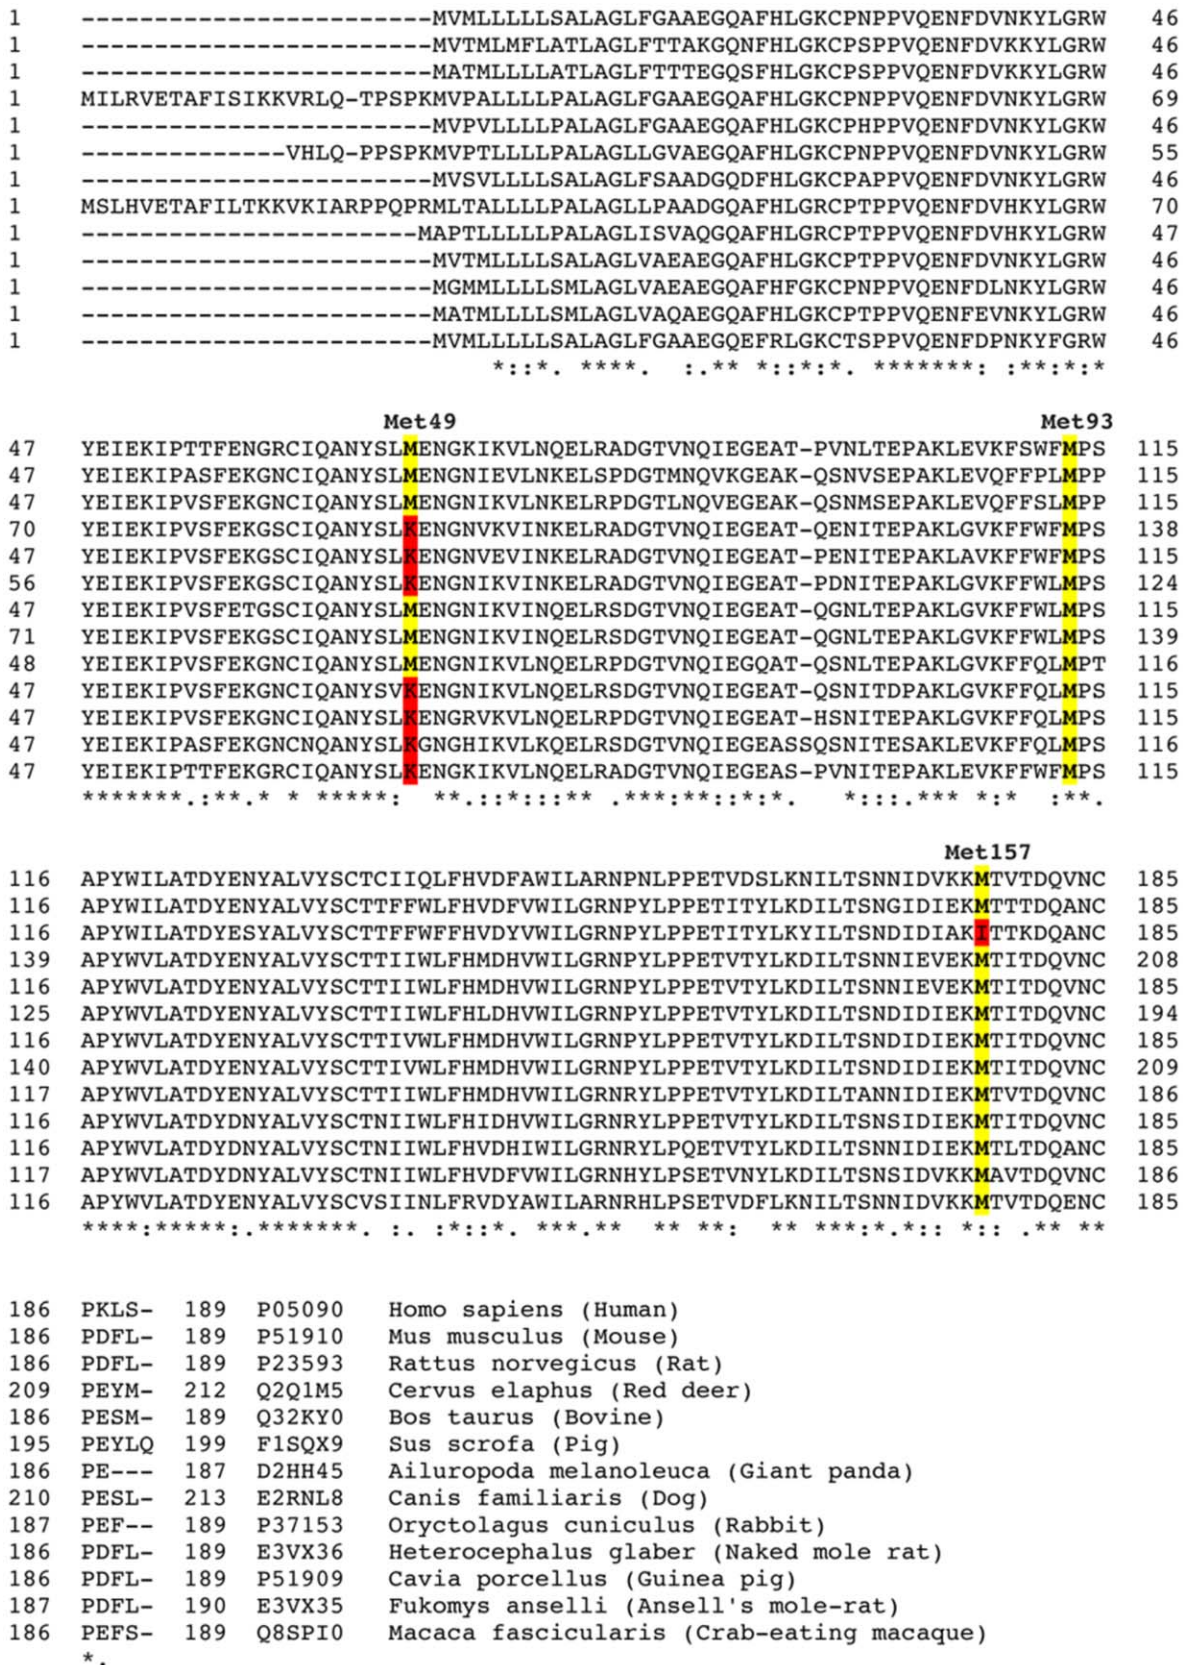 1 ------------------------MVMLLLLLSALAGLFGAAEGQAFHLGKCPNPPVQENFDVNKYLGRW 46
1 ------------------------MVTMLMFLATLAGLFTTAKGQNFHLGKCPSPPVQENFDVKKYLGRW 46
1 ------------------------MATMLLLLATLAGLFTTTEGQSFHLGKCPSPPVQENFDVKKYLGRW 46
1 MILRVETAFISIKKVRLQ-TPSPKMVPALLLLPALAGLFGAAEGQAFHLGKCPNPPVQENFDVNKYLGRW 69
1 ------------------------MVPVLLLLPALAGLFGAAEGQAFHLGKCPHPPVQENFDVNKYLGKW 46
1 --------------VHLQ-PPSPKMVPTLLLLPALAGLLGVAEGQAFHLGKCPNPPVQENFDVNKYLGRW 55
1 ------------------------MVSVLLLLSALAGLFSAADGQDFHLGKCPAPPVQENFDVNKYLGRW 46
1 MSLHVETAFILTKKVKIARPPQPRMLTALLLLPALAGLLPAADGQAFHLGRCPTPPVQENFDVHKYLGRW 70
1 -----------------------MAPTLLLLLPALAGLISVAQGQAFHLGRCPTPPVQENFDVHKYLGRW 47
1 ------------------------MVTMLLLLSALAGLVAEAEGQAFHLGKCPTPPVQENFDVNKYLGRW 46
1 ------------------------MGMMLLLLSMLAGLVAEAEGQAFHFGKCPNPPVQENFDLNKYLGRW 46
1 ------------------------MATMLLLLSMLAGLVAQAEGQAFHLGKCPTPPVQENFEVNKYLGRW 46
1 ------------------------MVMLLLLLSALAGLFGAAEGQEFRLGKCTSPPVQENFDPNKYFGRW 46
*::*. ****. :.** *::*:*. *******: :**:*:*
Met49 Met93
47 YEIEKIPTTFENGRCIQANYSLMENGKIKVLNQELRADGTVNQIEGEAT-PVNLTEPAKLEVKFSWFMPS 115
47 YEIEKIPASFEKGNCIQANYSLMENGNIEVLNKELSPDGTMNQVKGEAK-QSNVSEPAKLEVQFFPLMPP 115
47 YEIEKIPVSFEKGNCIQANYSLMENGNIKVLNKELRPDGTLNQVEGEAK-QSNMSEPAKLEVQFFSLMPP 115
70 YEIEKIPVSFEKGSCIQANYSLKENGNVKVINKELRADGTVNQIEGEAT-QENITEPAKLGVKFFWFMPS 138
47 YEIEKIPVSFEKGSCIQANYSLKENGNVEVINKELRADGTVNQIEGEAT-PENITEPAKLAVKFFWFMPS 115
56 YEIEKIPVSFEKGSCIQANYSLKENGNIKVINKELRADGTVNQIEGEAT-PDNITEPAKLGVKFFWLMPS 124
47 YEIEKIPVSFETGSCIQANYSLMENGNIKVINQELRSDGTVNQIEGEAT-QGNLTEPAKLGVKFFWLMPS 115
71 YEIEKIPVSFEKGSCIQANYSLMENGNIKVINQELRSDGTVNQIEGEAT-QGNLTEPAKLGVKFFWLMPS 139
48 YEIEKIPVSFEKGNCIQANYSLMENGNIKVLNQELRPDGTVNQIEGQAT-QSNLTEPAKLGVKFFQLMPT 116
47 YEIEKIPVSFEKGNCIQANYSVKENGNIKVLNQELRPDGTVNQIEGEAT-QSNITDPAKLGVKFFQLMPS 115
47 YEIEKIPVSFEKGNCIQANYSLKENGRVKVLNQELRPDGTVNQIEGEAT-HSNITEPAKLGVKFFQLMPS 115
47 YEIEKIPASFEKGNCNQANYSLKGNGHIKVLKQELRSDGTVNQIEGEASSQSNITESAKLEVKFFQLMPS 116
47 YEIEKIPTTFEKGRCIQANYSLKENGKIKVLNQELRADGTVNQIEGEAS-PVNITEPAKLEVKFFWFMPS 115
*******.:**.* * *****: **.::*:::** .***:**::*:*. *:::.*** *:* :**.
Met157
116 APYWILATDYENYALVYSCTCIIQLFHVDFAWILARNPNLPPETVDSLKNILTSNNIDVKKMTVTDQVNC 185
116 APYWILATDYENYALVYSCTTFFWLFHVDFVWILGRNPYLPPETITYLKDILTSNGIDIEKMTTTDQANC 185
116 APYWILATDYESYALVYSCTTFFWFFHVDYVWILGRNPYLPPETITYLKYILTSNDIDIAKITTKDQANC 185
139 APYWVLATDYENYALVYSCTTIIWLFHMDHVWILGRNPYLPPETVTYLKDILTSNNIEVEKMTITDQVNC 208
116 APYWVLATDYENYALVYSCTTIIWLFHMDHVWILGRNPYLPPETVTYLKDILTSNNIEVEKMTITDQVNC 185
125 APYWVLATDYENYALVYSCTTIIWLFHLDHVWILGRNPYLPPETVTYLKDILTSNDIDIEKMTITDQVNC 194
116 APYWVLATDYENYALVYSCTTIVWLFHMDHVWILGRNPYLPPETVTYLKDILTSNDIDIEKMTITDQVNC 185
140 APYWVLATDYENYALVYSCTTIVWLFHMDHVWILGRNPYLPPETVTYLKDILTSNDIDIEKMTITDQVNC 209
117 APYWVLATDYENYALVYSCTTIIWLFHMDHVWILGRNRYLPPETVTYLKDILTANNIDIEKMTVTDQVNC 186
116 APYWVLATDYDNYALVYSCTNIIWLFHIDHVWILGRNRYLPPETVTYLKDILTSNSIDIEKMTITDQVNC 185
116 APYWVLATDYDNYALVYSCTNIIWLFHVDHIWILGRNRYLPQETVTYLKDILTSNNIDIEKMTLTDQANC 185
117 APYWVLATDYDNYALVYSCTNIIWLFHVDFVWILGRNHYLPSETVNYLKDILTSNSIDVKKMAVTDQVNC 186
116 APYWVLATDYENYALVYSCVSIINLFRVDYAWILARNRHLPSETVDFLKNILTSNNIDVKKMTVTDQENC 185
****:*****:.*******. :. :*::*. ***.** ** **: ** ***:*.*:: *:: .** **
186 PKLS- 189 P05090 Homo sapiens (Human)
186 PDFL- 189 P51910 Mus musculus (Mouse)
186 PDFL- 189 P23593 Rattus norvegicus (Rat)
209 PEYM- 212 Q2Q1M5 Cervus elaphus (Red deer)
186 PESM- 189 Q32KY0 Bos taurus (Bovine)
195 PEYLQ 199 F1SQX9 Sus scrofa (Pig)
186 PE--- 187 D2HH45 Ailuropoda melanoleuca (Giant panda)
210 PESL- 213 E2RNL8 Canis familiaris (Dog)
187 PEF-- 189 P37153 Oryctolagus cuniculus (Rabbit)
186 PDFL- 189 E3VX36 Heterocephalus glaber (Naked mole rat)
186 PDFL- 189 P51909 Cavia porcellus (Guinea pig)
187 PDFL- 190 E3VX35 Fukomys anselli (Ansell's mole-rat)
186 PEFS- 189 Q8SPI0 Macaca fascicularis (Crab-eating macaque)
*.